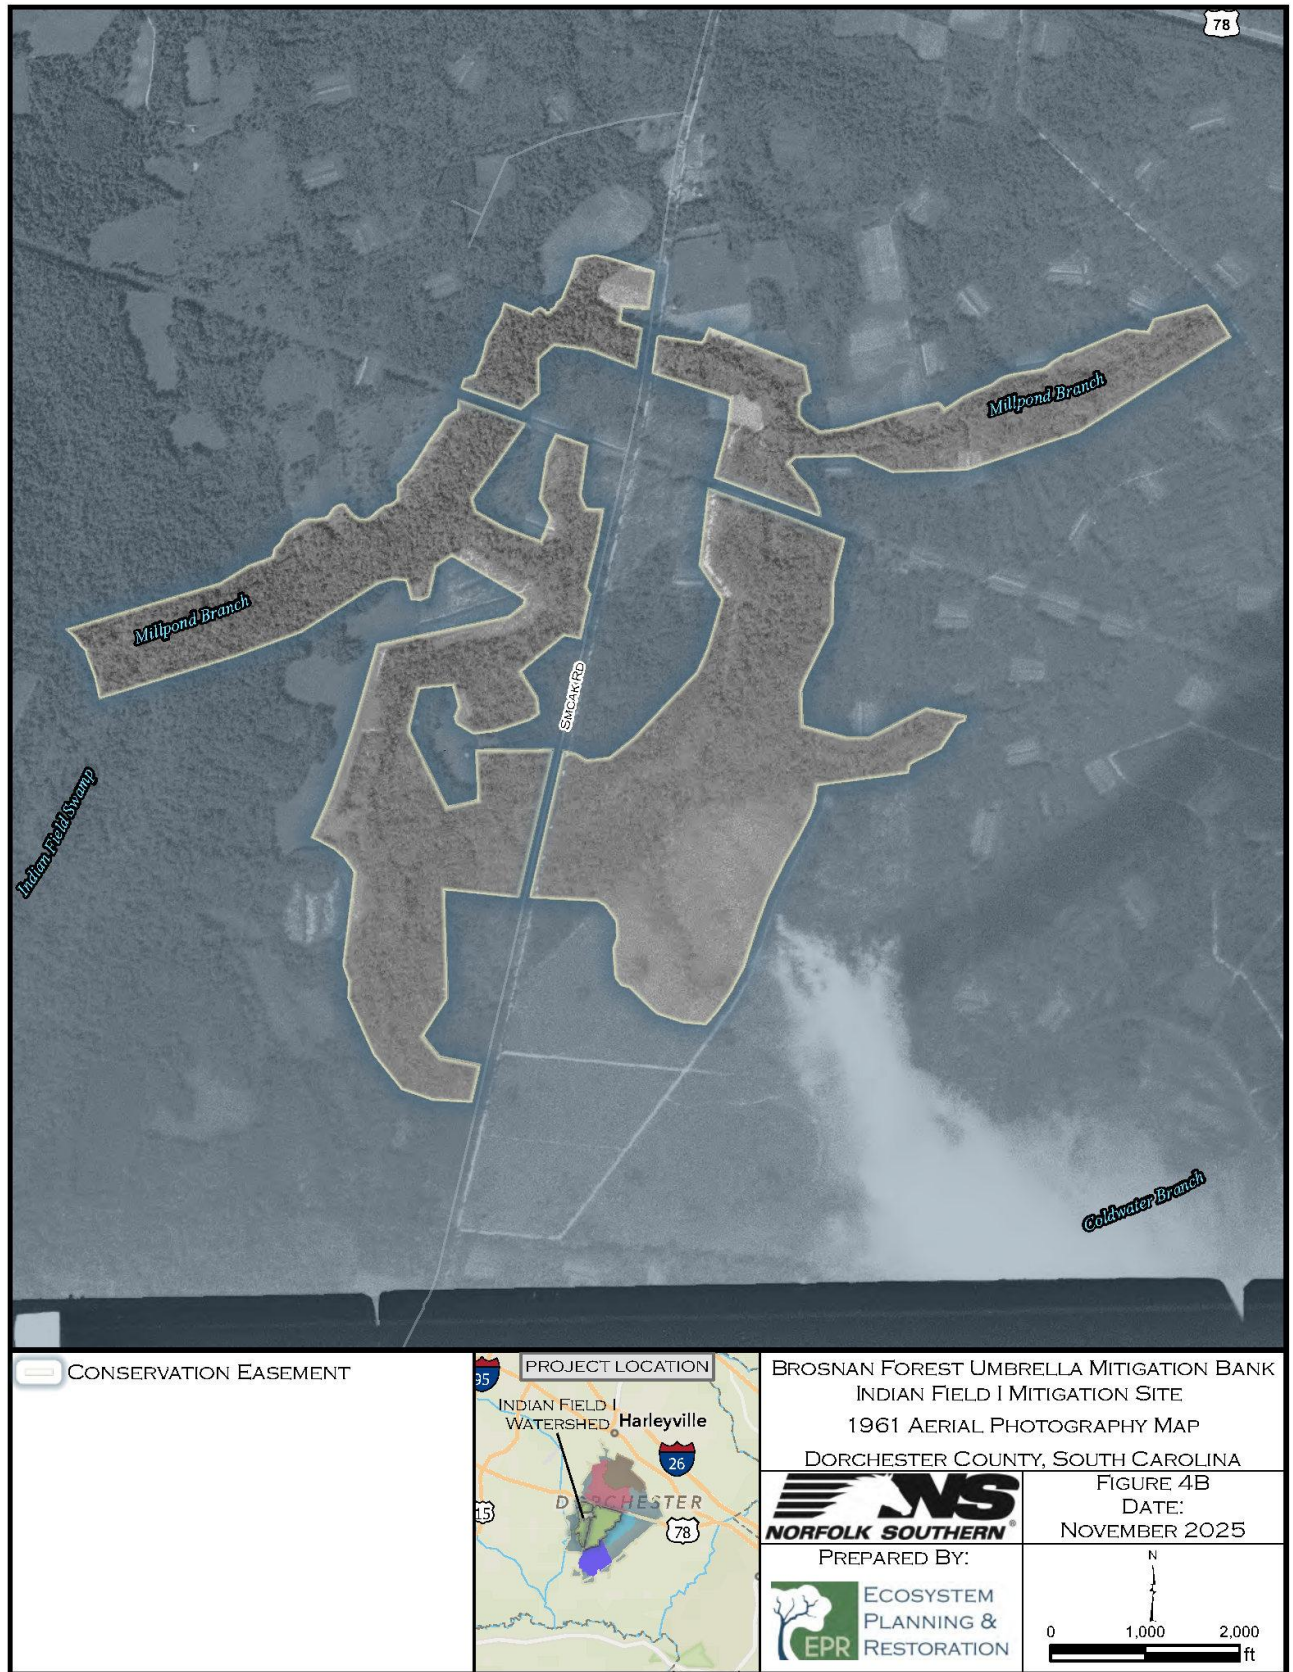 78
Millpond Branch
Millpond Branch
SMCAK RD
Indian Field Swamp
Coldwater Branch
CONSERVATION EASEMENT
PROJECT LOCATION
95
INDIAN FIELD I
WATERSHED
Harleyville
26
DORCHESTER
15
78
BROSNAN FOREST UMBRELLA MITIGATION BANK
INDIAN FIELD I MITIGATION SITE
1961 AERIAL PHOTOGRAPHY MAP
DORCHESTER COUNTY, SOUTH CAROLINA
NS
NORFOLK SOUTHERN®
FIGURE 4B
DATE:
NOVEMBER 2025
PREPARED BY:
EPR
ECOSYSTEM
PLANNING &
RESTORATION
N
0 1,000 2,000
ft